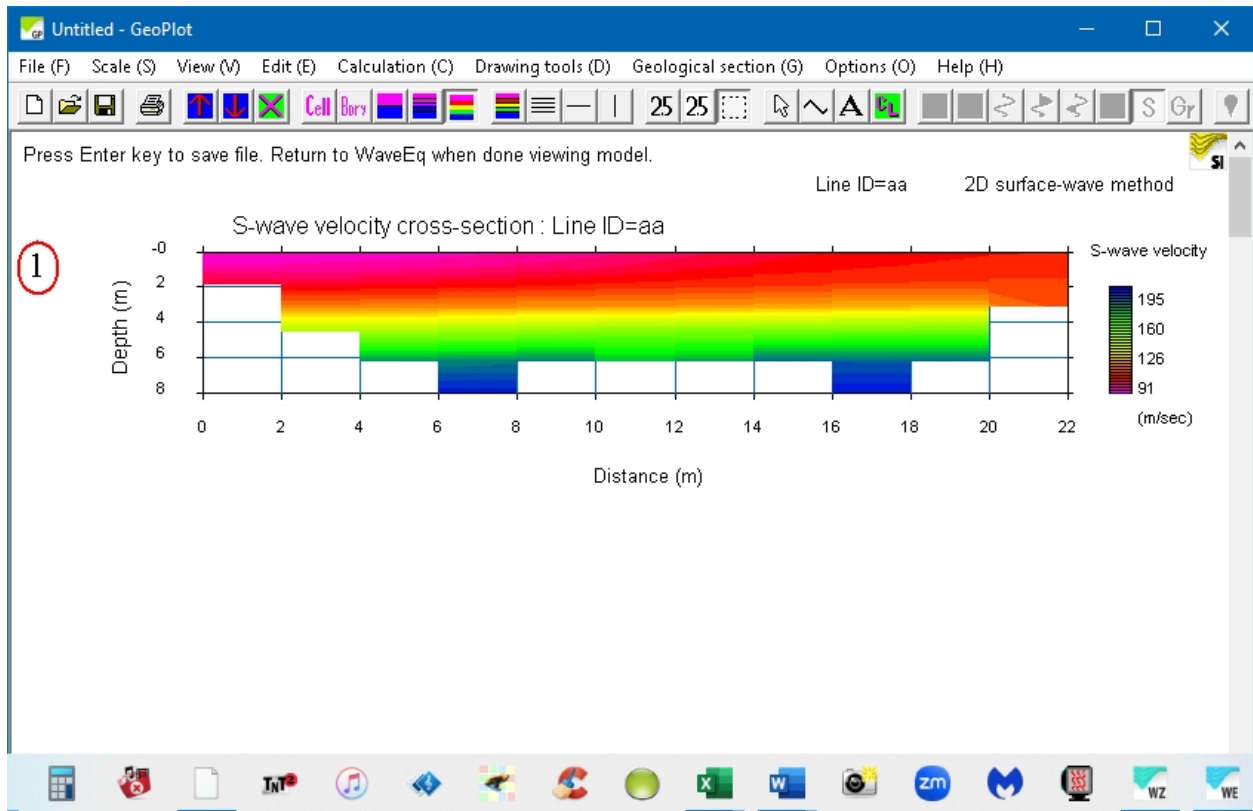 GP Untitled - GeoPlot
File (F) Scale (S) View (V) Edit (E) Calculation (C) Drawing tools (D) Geological section (G) Options (O) Help (H)
Cell Bory 25 25 A S Gr
Press Enter key to save file. Return to WaveEq when done viewing model.
SI
Line ID=aa 2D surface-wave method
S-wave velocity cross-section : Line ID=aa
1
Depth (m)
-0
2
4
6
8
0 2 4 6 8 10 12 14 16 18 20 22
Distance (m)
S-wave velocity
195
160
126
91
(m/sec)
TNT2 X W zm WZ WE